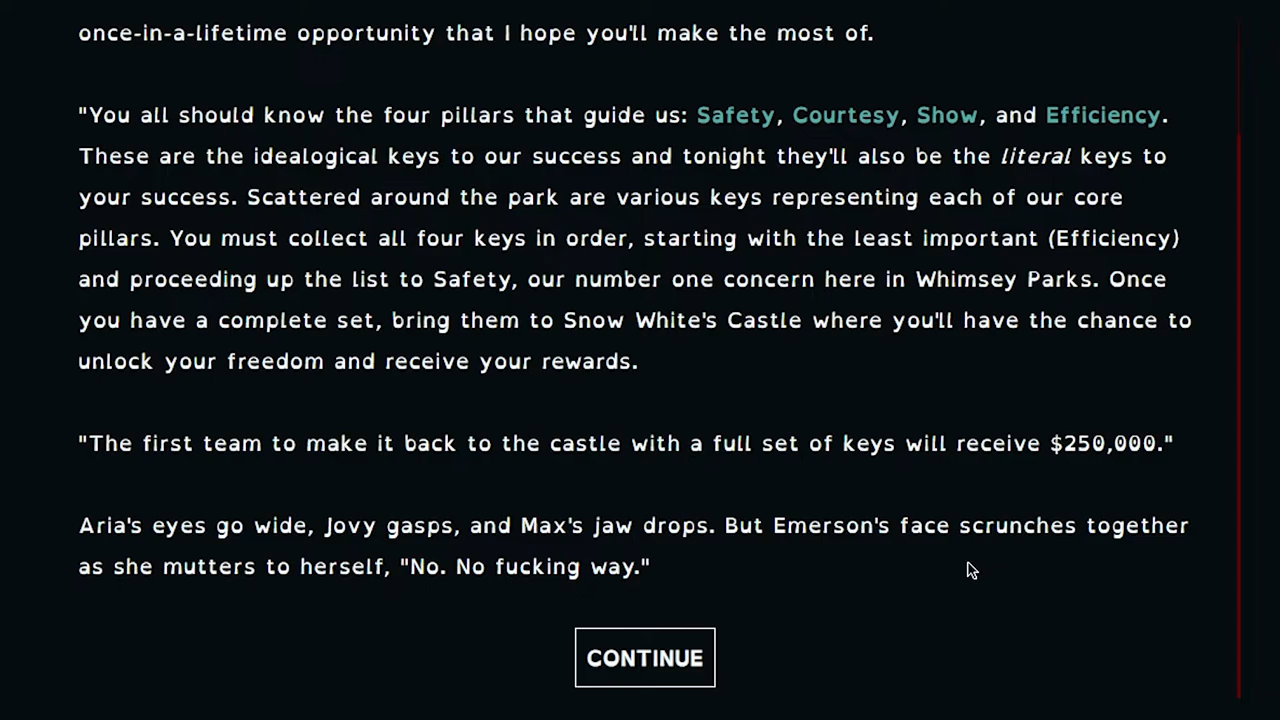 once-in-a-lifetime opportunity that I hope you'll make the most of.
"You all should know the four pillars that guide us: Safety, Courtesy, Show, and Efficiency.
These are the idealogical keys to our success and tonight they'll also be the literal keys to
your success. Scattered around the park are various keys representing each of our core
pillars. You must collect all four keys in order, starting with the least important (Efficiency)
and proceeding up the list to Safety, our number one concern here in Whimsey Parks. Once
you have a complete set, bring them to Snow White's Castle where you'll have the chance to
unlock your freedom and receive your rewards.
"The first team to make it back to the castle with a full set of keys will receive $250,000."
Aria's eyes go wide, Jovy gasps, and Max's jaw drops. But Emerson's face scrunches together
as she mutters to herself, "No. No fucking way."
CONTINUE